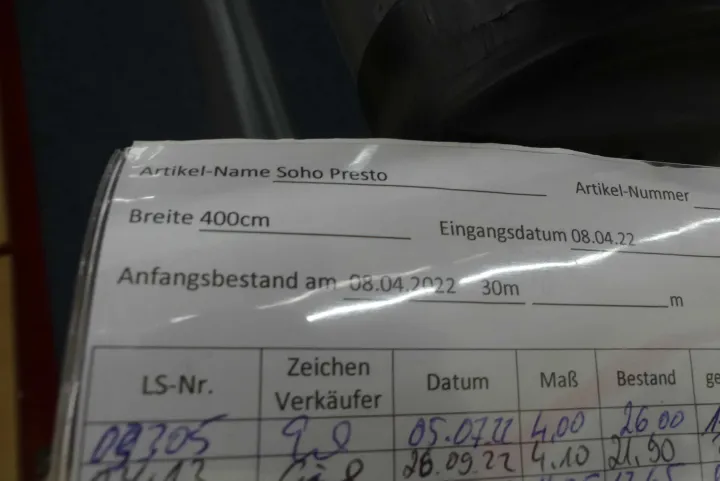 Artikel-Name Soho Presto
Artikel-Nummer
Breite 400cm
Eingangsdatum 08.04.22
Anfangsbestand am 08.04.2022 30m m
LS-Nr. Zeichen Verkäufer Datum Maß Bestand
09305 05.07.22 4.00 26.00
26.09.22 4.10 21.90